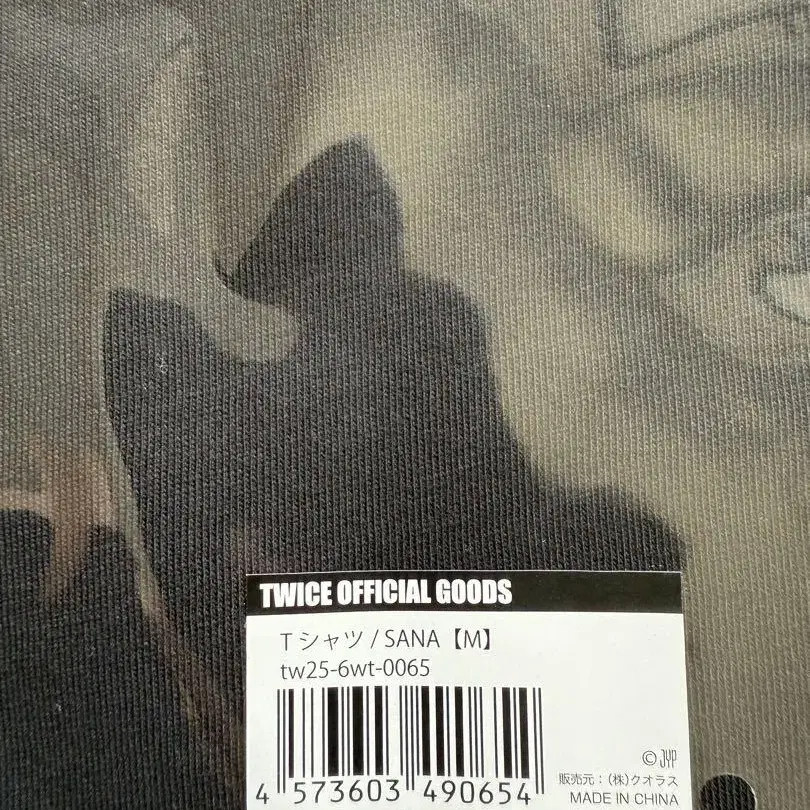 TWICE OFFICIAL GOODS
Tシャツ / SANA【M】
tw25-6wt-0065
4 573603 490654
© JYP
販売元：(株)クオラス
MADE IN CHINA